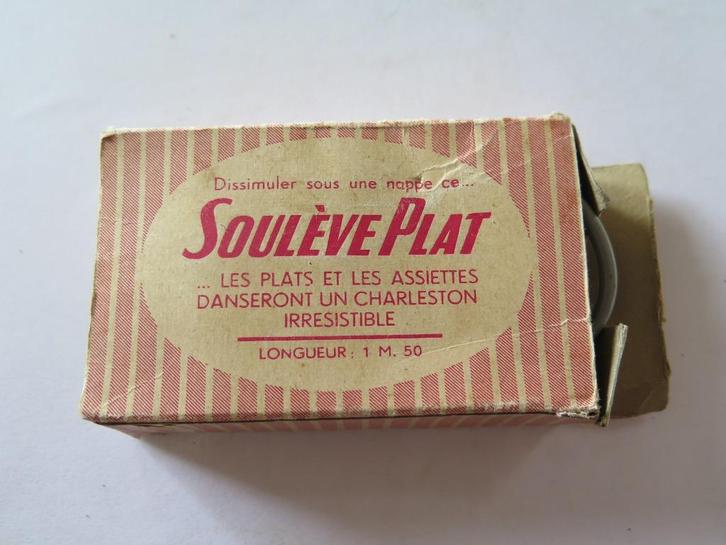 Dissimuler sous une nappe ce...
SOULÈVE PLAT
... LES PLATS ET LES ASSIETTES
DANSERONT UN CHARLESTON
IRRESISTIBLE
LONGUEUR : 1 M. 50